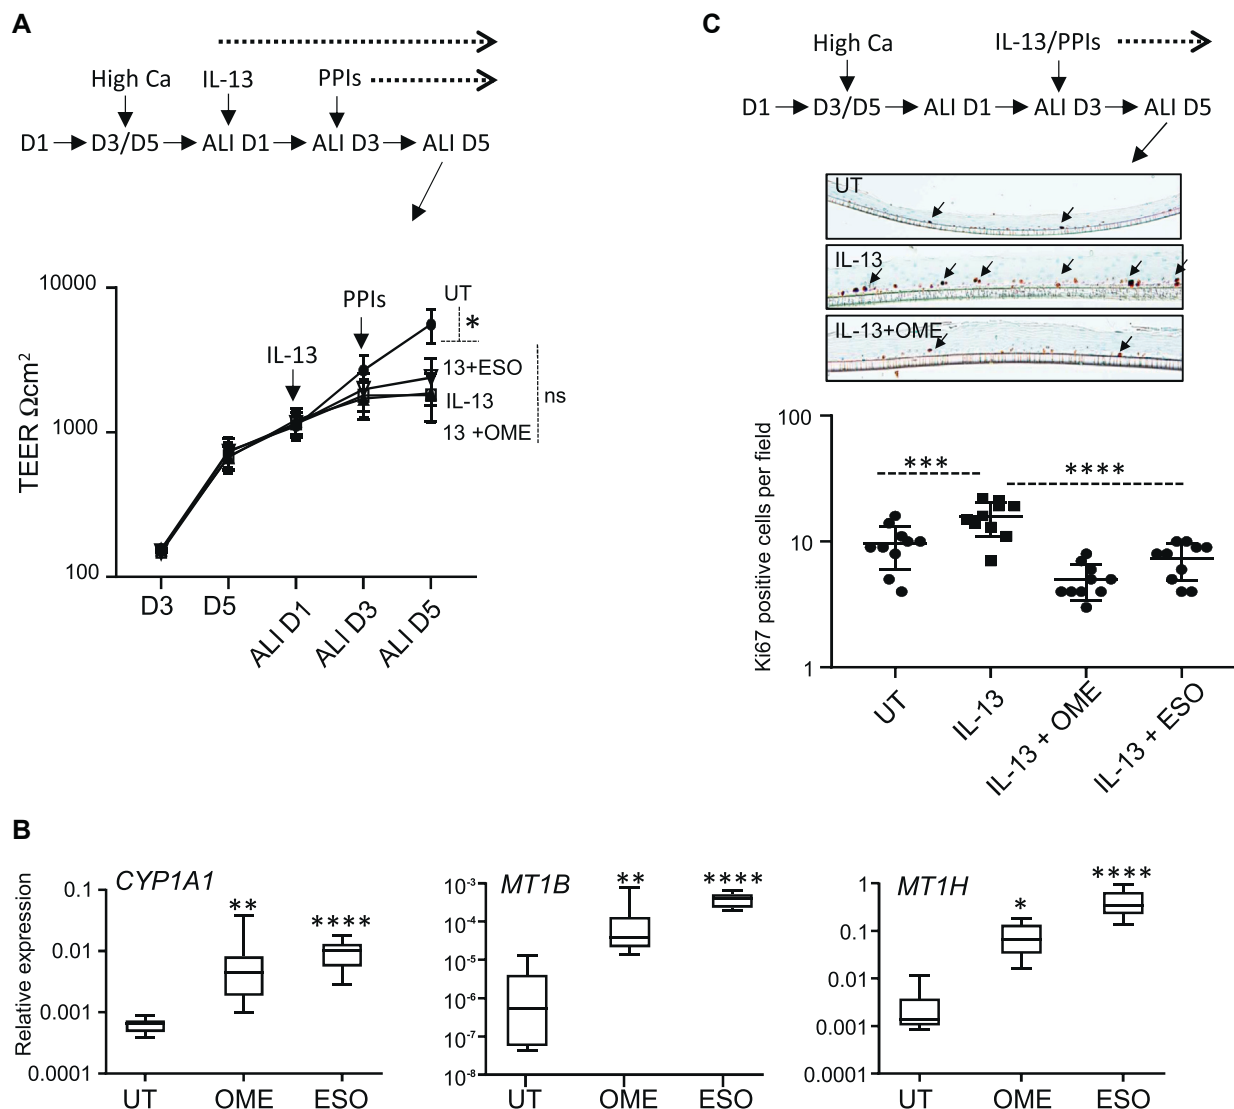 A
High Ca IL-13 PPIs
D1 D3/D5 ALI D1 ALI D3 ALI D5
10000
1000
100
TEER Ωcm²
IL-13
PPIs
UT
*
13+ESO
IL-13
13 +OME
ns
D3 D5 ALI D1 ALI D3 ALI D5
C
High Ca IL-13/PPIs
D1 D3/D5 ALI D1 ALI D3 ALI D5
UT
IL-13
IL-13+OME
100
10
1
Ki67 positive cells per field
*** ****
UT IL-13 IL-13 + OME IL-13 + ESO
B
Relative expression
CYP1A1
0.1
0.01
0.001
0.0001
** ****
UT OME ESO
MT1B
10⁻³
10⁻⁴
10⁻⁵
10⁻⁶
10⁻⁷
10⁻⁸
** ****
UT OME ESO
MT1H
1
0.1
0.01
0.001
0.0001
* ****
UT OME ESO